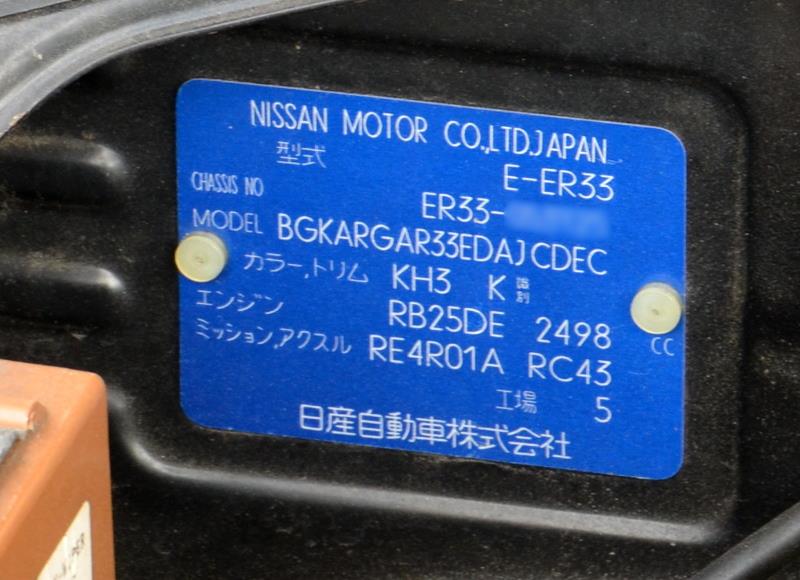 NISSAN MOTOR CO.,LTD.JAPAN
型式 E-ER33
CHASSIS NO ER33-
MODEL BGKARGAR33EDAJCDEC
カラー,トリム KH3 K 識別
エンジン RB25DE 2498 CC
ミッション,アクスル RE4R01A RC43
工場 5
日産自動車株式会社